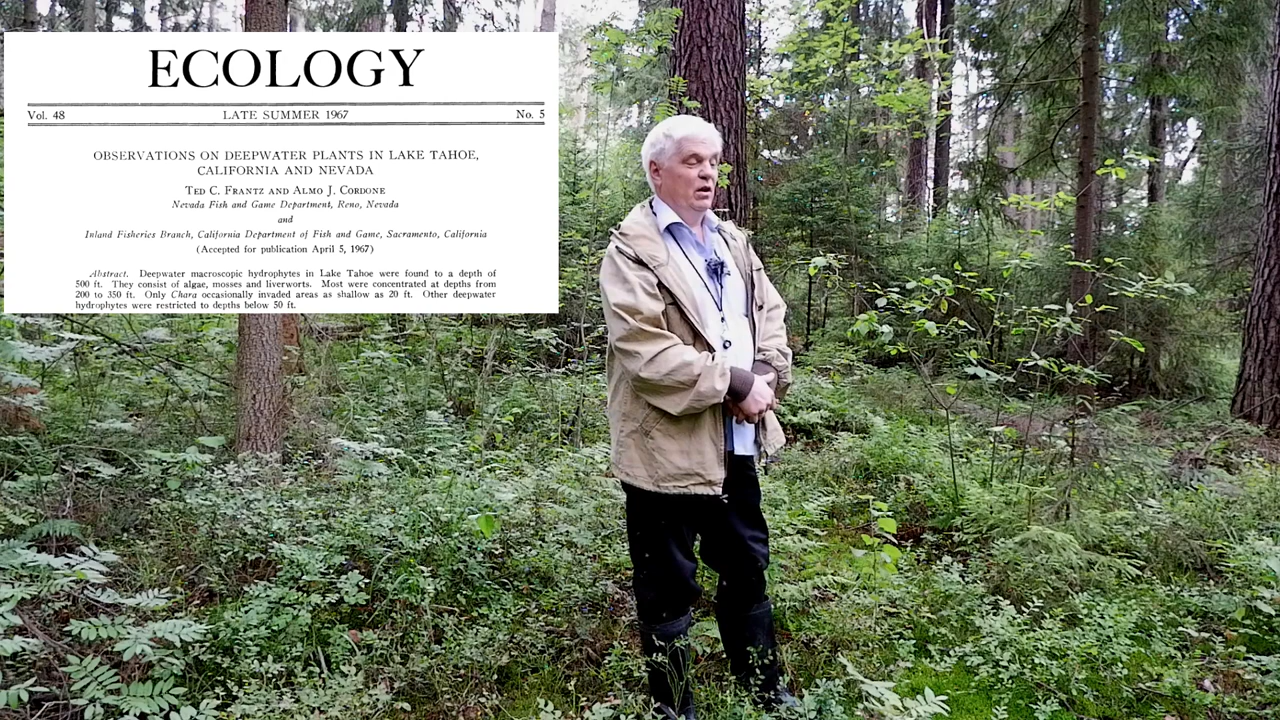 ECOLOGY
Vol. 48 LATE SUMMER 1967 No. 5
OBSERVATIONS ON DEEPWATER PLANTS IN LAKE TAHOE,
CALIFORNIA AND NEVADA
TED C. FRANTZ AND ALMO J. CORDONE
Nevada Fish and Game Department, Reno, Nevada
and
Inland Fisheries Branch, California Department of Fish and Game, Sacramento, California
(Accepted for publication April 5, 1967)
Abstract. Deepwater macroscopic hydrophytes in Lake Tahoe were found to a depth of
500 ft. They consist of algae, mosses and liverworts. Most were concentrated at depths from
200 to 350 ft. Only Chara occasionally invaded areas as shallow as 20 ft. Other deepwater
hydrophytes were restricted to depths below 50 ft.